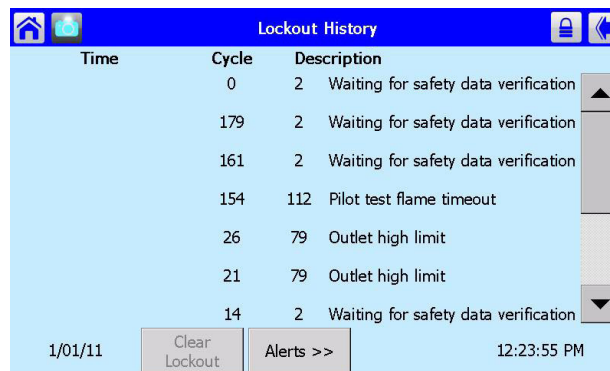 Lockout History
Time Cycle Description
0 2 Waiting for safety data verification
179 2 Waiting for safety data verification
161 2 Waiting for safety data verification
154 112 Pilot test flame timeout
26 79 Outlet high limit
21 79 Outlet high limit
14 2 Waiting for safety data verification
1/01/11 Clear Lockout Alerts >> 12:23:55 PM